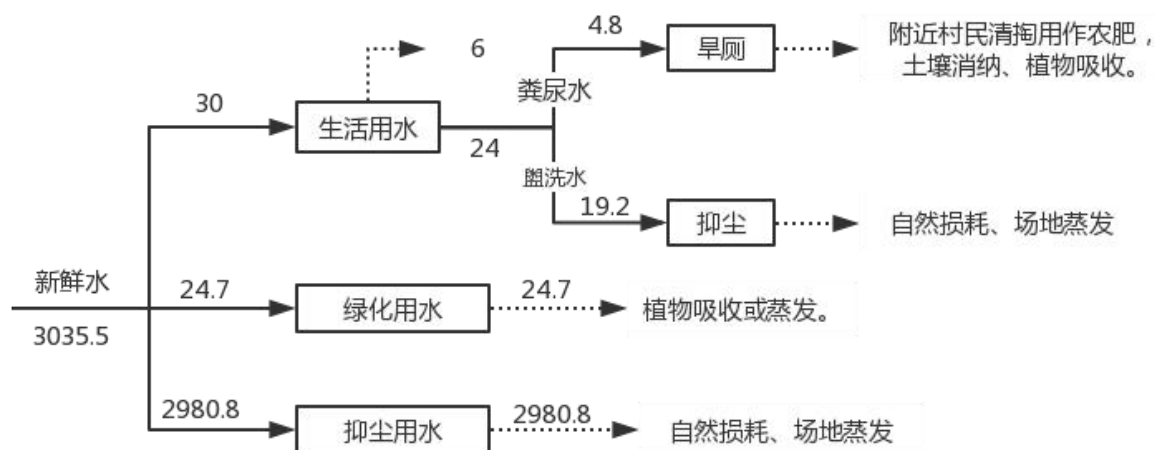 4.8
旱厕
附近村民清掏用作农肥，
土壤消纳、植物吸收。
6
粪尿水
30
生活用水
24
盥洗水
19.2
抑尘
自然损耗、场地蒸发
新鲜水
3035.5
24.7
绿化用水
24.7
植物吸收或蒸发。
2980.8
抑尘用水
2980.8
自然损耗、场地蒸发